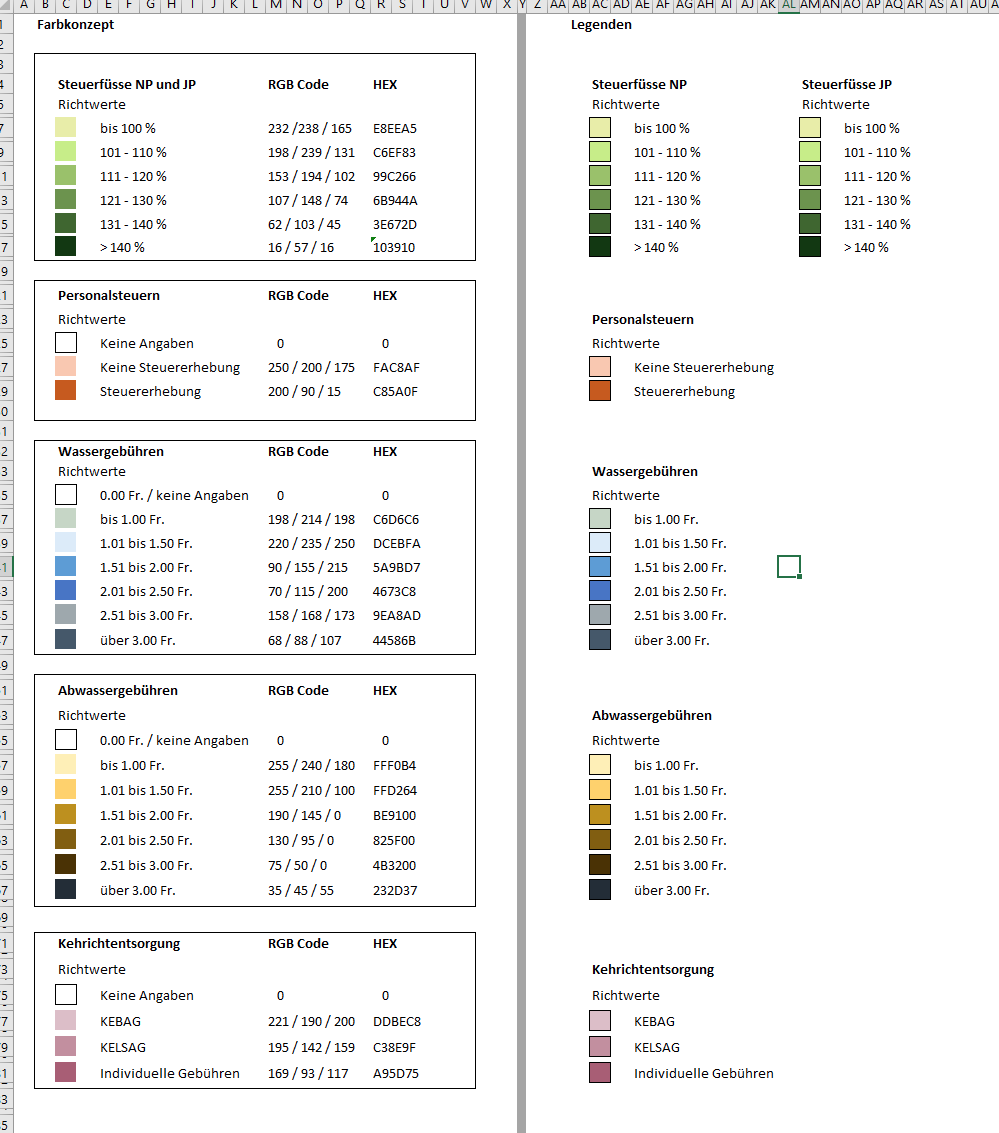 A B C D E F G H I J K L M N O P Q R S T U V W X Y Z AA AB AC AD AE AF AG AH AI AJ AK AL AM AN AO AP AQ AR AS AT AU
Farbkonzept Legenden
Steuerfüsse NP und JP RGB Code HEX Steuerfüsse NP Steuerfüsse JP
Richtwerte Richtwerte Richtwerte
bis 100 % 232 /238 / 165 E8EEA5 bis 100 % bis 100 %
101 - 110 % 198 / 239 / 131 C6EF83 101 - 110 % 101 - 110 %
111 - 120 % 153 / 194 / 102 99C266 111 - 120 % 111 - 120 %
121 - 130 % 107 / 148 / 74 6B944A 121 - 130 % 121 - 130 %
131 - 140 % 62 / 103 / 45 3E672D 131 - 140 % 131 - 140 %
> 140 % 16 / 57 / 16 103910 > 140 % > 140 %
Personalsteuern RGB Code HEX
Richtwerte Personalsteuern
Keine Angaben 0 0 Richtwerte
Keine Steuererhebung 250 / 200 / 175 FAC8AF Keine Steuererhebung
Steuererhebung 200 / 90 / 15 C85A0F Steuererhebung
Wassergebühren RGB Code HEX
Richtwerte Wassergebühren
0.00 Fr. / keine Angaben 0 0 Richtwerte
bis 1.00 Fr. 198 / 214 / 198 C6D6C6 bis 1.00 Fr.
1.01 bis 1.50 Fr. 220 / 235 / 250 DCEBFA 1.01 bis 1.50 Fr.
1.51 bis 2.00 Fr. 90 / 155 / 215 5A9BD7 1.51 bis 2.00 Fr.
2.01 bis 2.50 Fr. 70 / 115 / 200 4673C8 2.01 bis 2.50 Fr.
2.51 bis 3.00 Fr. 158 / 168 / 173 9EA8AD 2.51 bis 3.00 Fr.
über 3.00 Fr. 68 / 88 / 107 44586B über 3.00 Fr.
Abwassergebühren RGB Code HEX
Richtwerte Abwassergebühren
0.00 Fr. / keine Angaben 0 0 Richtwerte
bis 1.00 Fr. 255 / 240 / 180 FFF0B4 bis 1.00 Fr.
1.01 bis 1.50 Fr. 255 / 210 / 100 FFD264 1.01 bis 1.50 Fr.
1.51 bis 2.00 Fr. 190 / 145 / 0 BE9100 1.51 bis 2.00 Fr.
2.01 bis 2.50 Fr. 130 / 95 / 0 825F00 2.01 bis 2.50 Fr.
2.51 bis 3.00 Fr. 75 / 50 / 0 4B3200 2.51 bis 3.00 Fr.
über 3.00 Fr. 35 / 45 / 55 232D37 über 3.00 Fr.
Kehrichtentsorgung RGB Code HEX
Richtwerte Kehrichtentsorgung
Keine Angaben 0 0 Richtwerte
KEBAG 221 / 190 / 200 DDBEC8 KEBAG
KELSAG 195 / 142 / 159 C38E9F KELSAG
Individuelle Gebühren 169 / 93 / 117 A95D75 Individuelle Gebühren